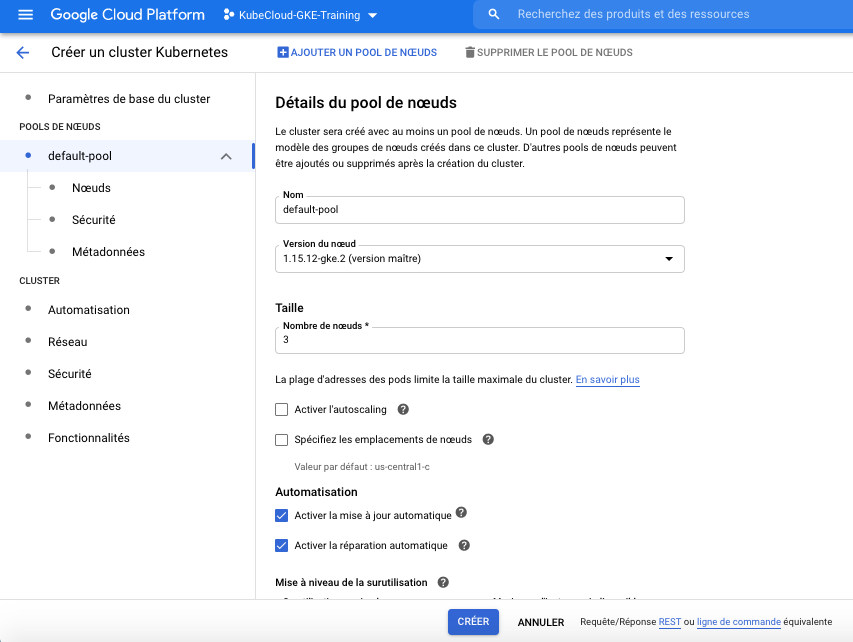 Google Cloud Platform
KubeCloud-GKE-Training
Recherchez des produits et des ressources
Créer un cluster Kubernetes
AJOUTER UN POOL DE NŒUDS
SUPPRIMER LE POOL DE NŒUDS
Paramètres de base du cluster
POOLS DE NŒUDS
default-pool
Nœuds
Sécurité
Métadonnées
CLUSTER
Automatisation
Réseau
Sécurité
Métadonnées
Fonctionnalités
Détails du pool de nœuds
Le cluster sera créé avec au moins un pool de nœuds. Un pool de nœuds représente le
modèle des groupes de nœuds créés dans ce cluster. D'autres pools de nœuds peuvent
être ajoutés ou supprimés après la création du cluster.
Nom
default-pool
Version du nœud
1.15.12-gke.2 (version maître)
Taille
Nombre de nœuds *
3
La plage d'adresses des pods limite la taille maximale du cluster. En savoir plus
Activer l'autoscaling
Spécifiez les emplacements de nœuds
Valeur par défaut : us-central1-c
Automatisation
Activer la mise à jour automatique
Activer la réparation automatique
Mise à niveau de la surutilisation
CRÉER
ANNULER
Requête/Réponse REST ou ligne de commande équivalente